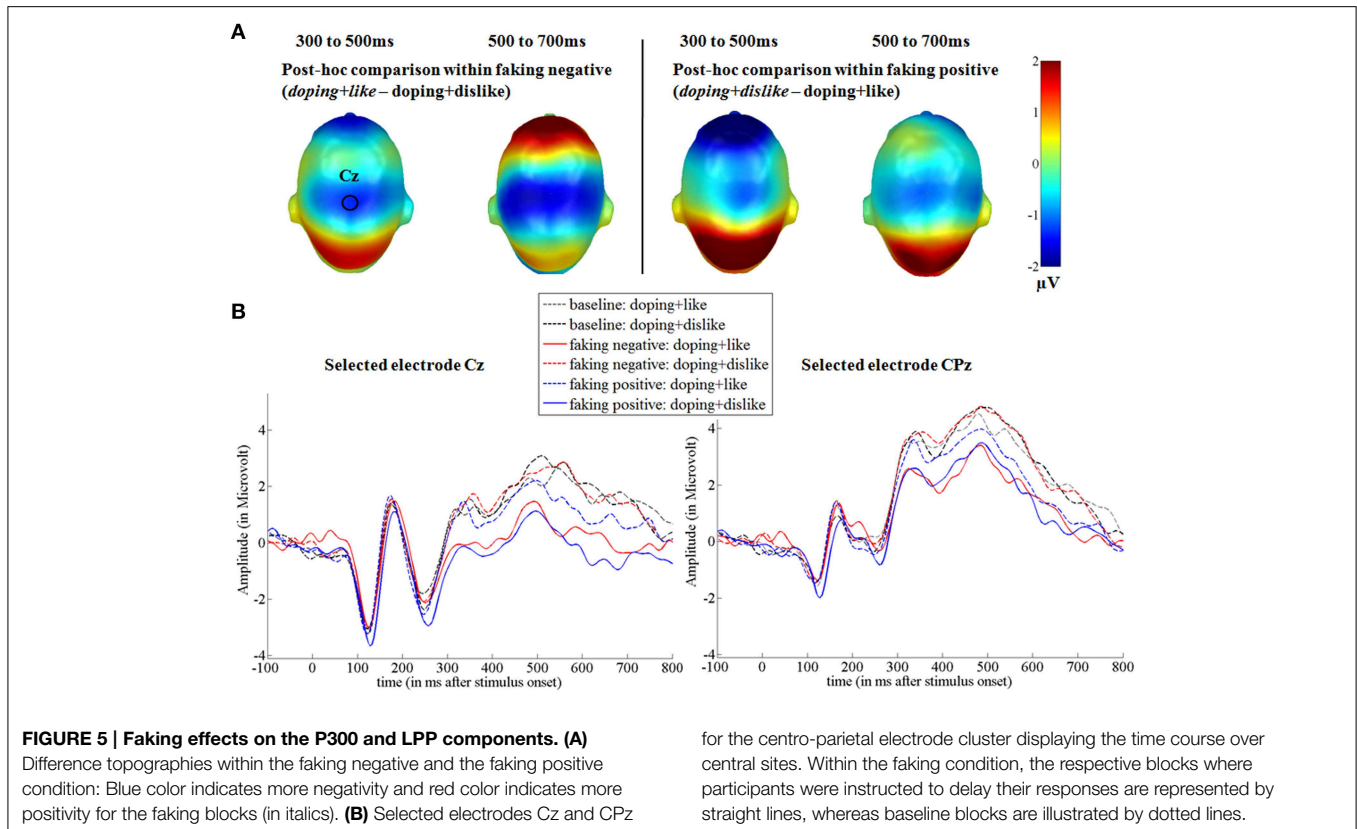 A
300 to 500ms
500 to 700ms
300 to 500ms
500 to 700ms
Post-hoc comparison within faking negative
(doping+like – doping+dislike)
Post-hoc comparison within faking positive
(doping+dislike – doping+like)
Cz
2
1
0
-1
-2
µV
B
baseline: doping+like
baseline: doping+dislike
faking negative: doping+like
faking negative: doping+dislike
faking positive: doping+like
faking positive: doping+dislike
Selected electrode Cz
Selected electrode CPz
Amplitude (in Microvolt)
4
2
0
-2
-4
-100 0 100 200 300 400 500 600 700 800
time (in ms after stimulus onset)
Amplitude (in Microvolt)
4
2
0
-2
-4
-100 0 100 200 300 400 500 600 700 800
time (in ms after stimulus onset)
FIGURE 5 | Faking effects on the P300 and LPP components. (A)
Difference topographies within the faking negative and the faking positive
condition: Blue color indicates more negativity and red color indicates more
positivity for the faking blocks (in italics). (B) Selected electrodes Cz and CPz
for the centro-parietal electrode cluster displaying the time course over
central sites. Within the faking condition, the respective blocks where
participants were instructed to delay their responses are represented by
straight lines, whereas baseline blocks are illustrated by dotted lines.